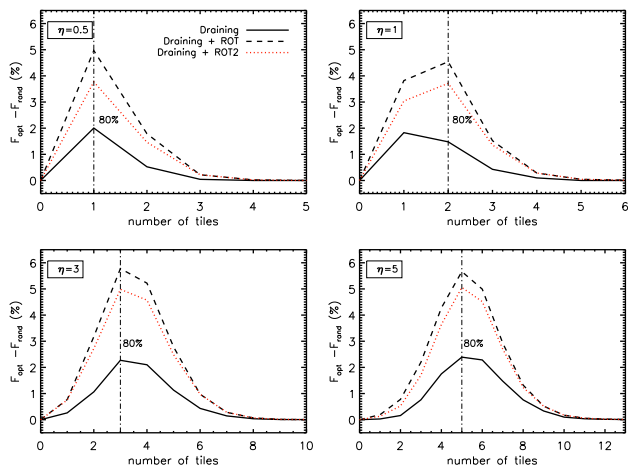 η=0.5
Draining
Draining + ROT
Draining + ROT2
80%
F_opt −F_rand (%)
6
5
4
3
2
1
0
0 1 2 3 4 5
number of tiles
η=1
80%
F_opt −F_rand (%)
6
5
4
3
2
1
0
0 1 2 3 4 5 6
number of tiles
η=3
80%
F_opt −F_rand (%)
6
5
4
3
2
1
0
0 2 4 6 8 10
number of tiles
η=5
80%
F_opt −F_rand (%)
6
5
4
3
2
1
0
0 2 4 6 8 10 12
number of tiles